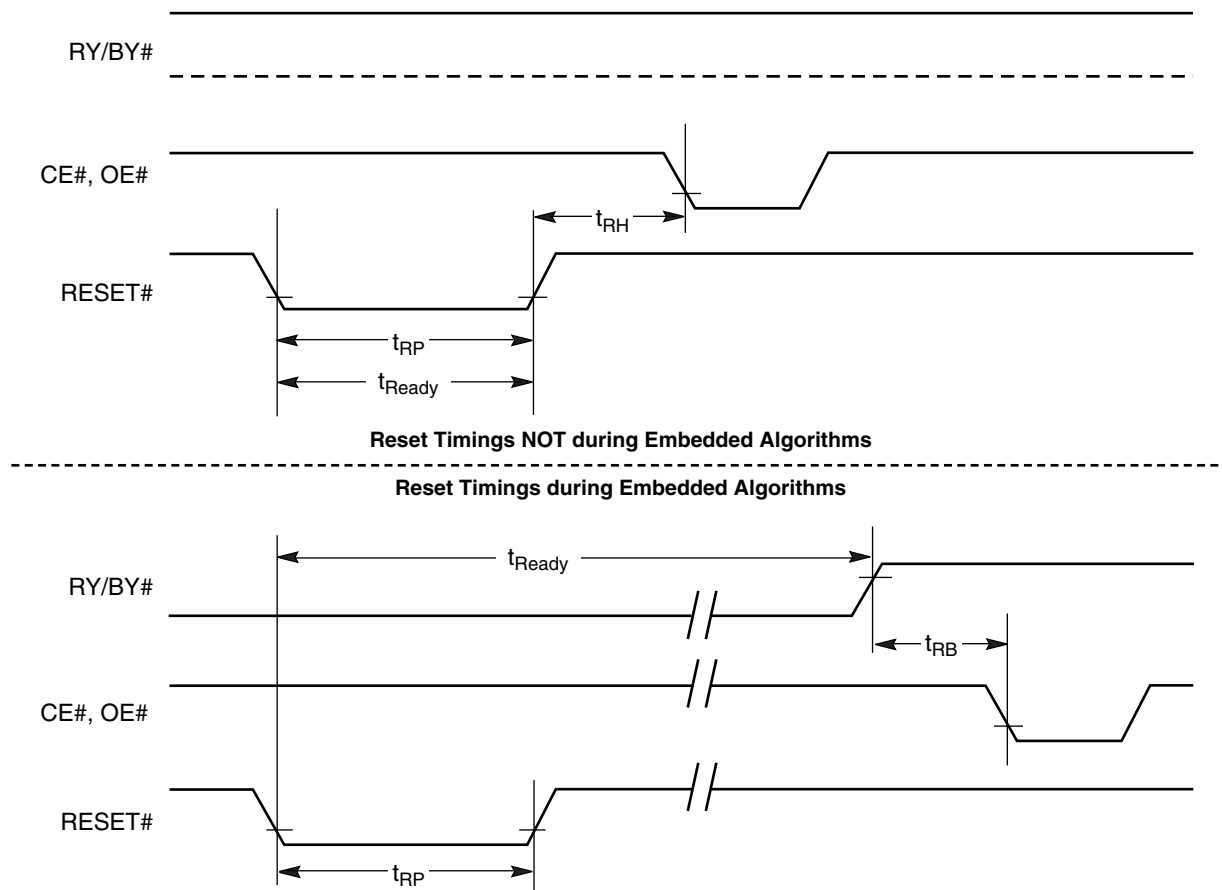 RY/BY#
CE#, OE#
tRH
RESET#
tRP
tReady
Reset Timings NOT during Embedded Algorithms
Reset Timings during Embedded Algorithms
tReady
RY/BY#
tRB
CE#, OE#
RESET#
tRP